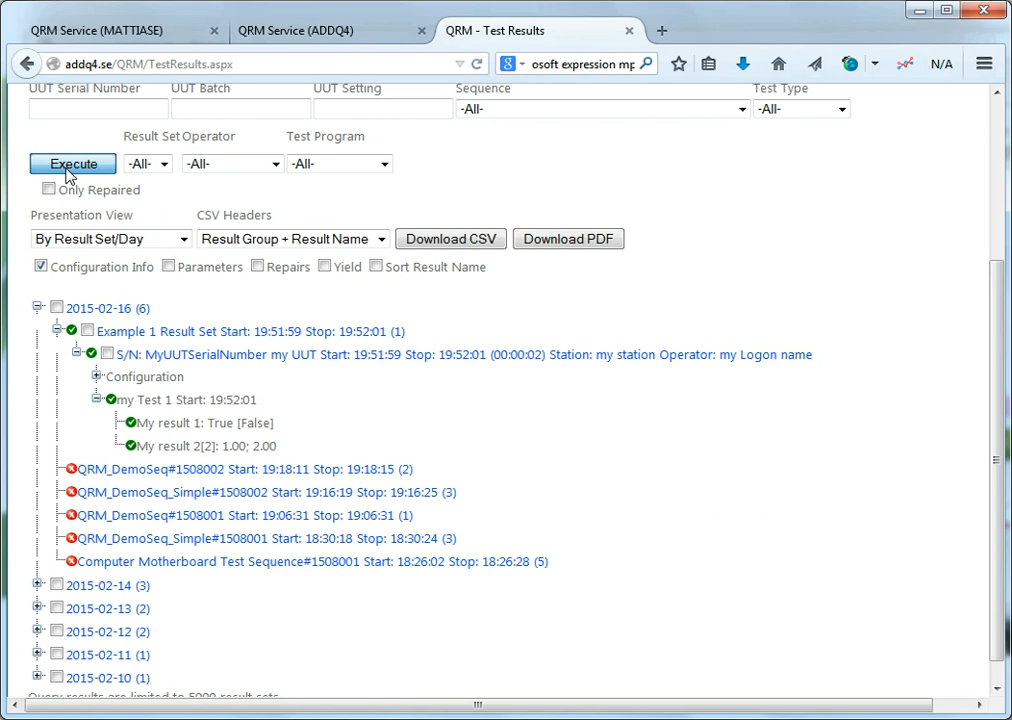 QRM Service (MATTIASE)
QRM Service (ADDQ4)
QRM - Test Results
addq4.se/QRM/TestResults.aspx
osoft expression mp
N/A
UUT Serial Number
UUT Batch
UUT Setting
Sequence
Test Type
-All-
-All-
Result Set Operator
Test Program
Execute
-All-
-All-
-All-
Only Repaired
Presentation View
CSV Headers
By Result Set/Day
Result Group + Result Name
Download CSV
Download PDF
Configuration Info
Parameters
Repairs
Yield
Sort Result Name
2015-02-16 (6)
Example 1 Result Set Start: 19:51:59 Stop: 19:52:01 (1)
S/N: MyUUTSerialNumber my UUT Start: 19:51:59 Stop: 19:52:01 (00:00:02) Station: my station Operator: my Logon name
Configuration
my Test 1 Start: 19:52:01
My result 1: True [False]
My result 2[2]: 1.00; 2.00
QRM_DemoSeq#1508002 Start: 19:18:11 Stop: 19:18:15 (2)
QRM_DemoSeq_Simple#1508002 Start: 19:16:19 Stop: 19:16:25 (3)
QRM_DemoSeq#1508001 Start: 19:06:31 Stop: 19:06:31 (1)
QRM_DemoSeq_Simple#1508001 Start: 18:30:18 Stop: 18:30:24 (3)
Computer Motherboard Test Sequence#1508001 Start: 18:26:02 Stop: 18:26:28 (5)
2015-02-14 (3)
2015-02-13 (2)
2015-02-12 (2)
2015-02-11 (1)
2015-02-10 (1)
Query results are limited to 5000 result sets